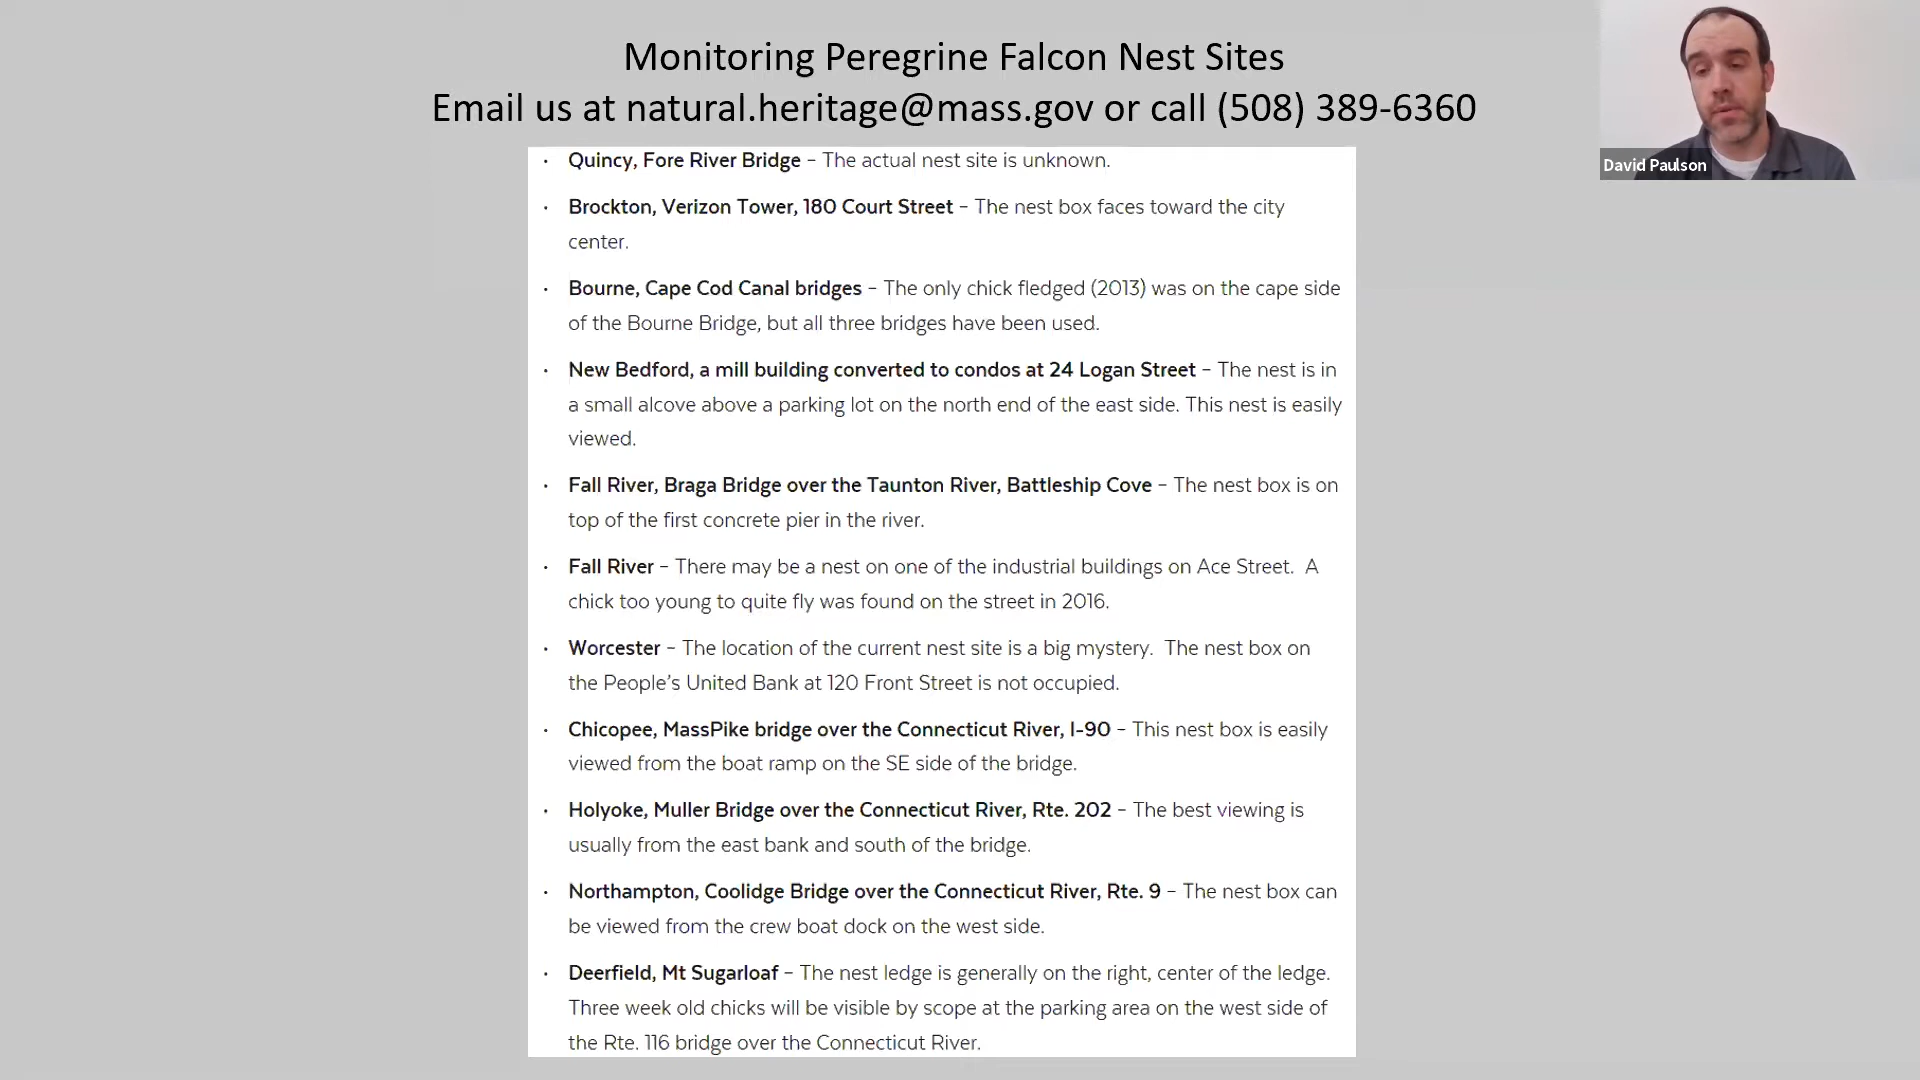 Monitoring Peregrine Falcon Nest Sites
Email us at natural.heritage@mass.gov or call (508) 389-6360
David Paulson
• Quincy, Fore River Bridge – The actual nest site is unknown.
• Brockton, Verizon Tower, 180 Court Street – The nest box faces toward the city
center.
• Bourne, Cape Cod Canal bridges – The only chick fledged (2013) was on the cape side
of the Bourne Bridge, but all three bridges have been used.
• New Bedford, a mill building converted to condos at 24 Logan Street – The nest is in
a small alcove above a parking lot on the north end of the east side. This nest is easily
viewed.
• Fall River, Braga Bridge over the Taunton River, Battleship Cove – The nest box is on
top of the first concrete pier in the river.
• Fall River – There may be a nest on one of the industrial buildings on Ace Street.  A
chick too young to quite fly was found on the street in 2016.
• Worcester – The location of the current nest site is a big mystery.  The nest box on
the People’s United Bank at 120 Front Street is not occupied.
• Chicopee, MassPike bridge over the Connecticut River, I-90 – This nest box is easily
viewed from the boat ramp on the SE side of the bridge.
• Holyoke, Muller Bridge over the Connecticut River, Rte. 202 – The best viewing is
usually from the east bank and south of the bridge.
• Northampton, Coolidge Bridge over the Connecticut River, Rte. 9 – The nest box can
be viewed from the crew boat dock on the west side.
• Deerfield, Mt Sugarloaf – The nest ledge is generally on the right, center of the ledge.
Three week old chicks will be visible by scope at the parking area on the west side of
the Rte. 116 bridge over the Connecticut River.